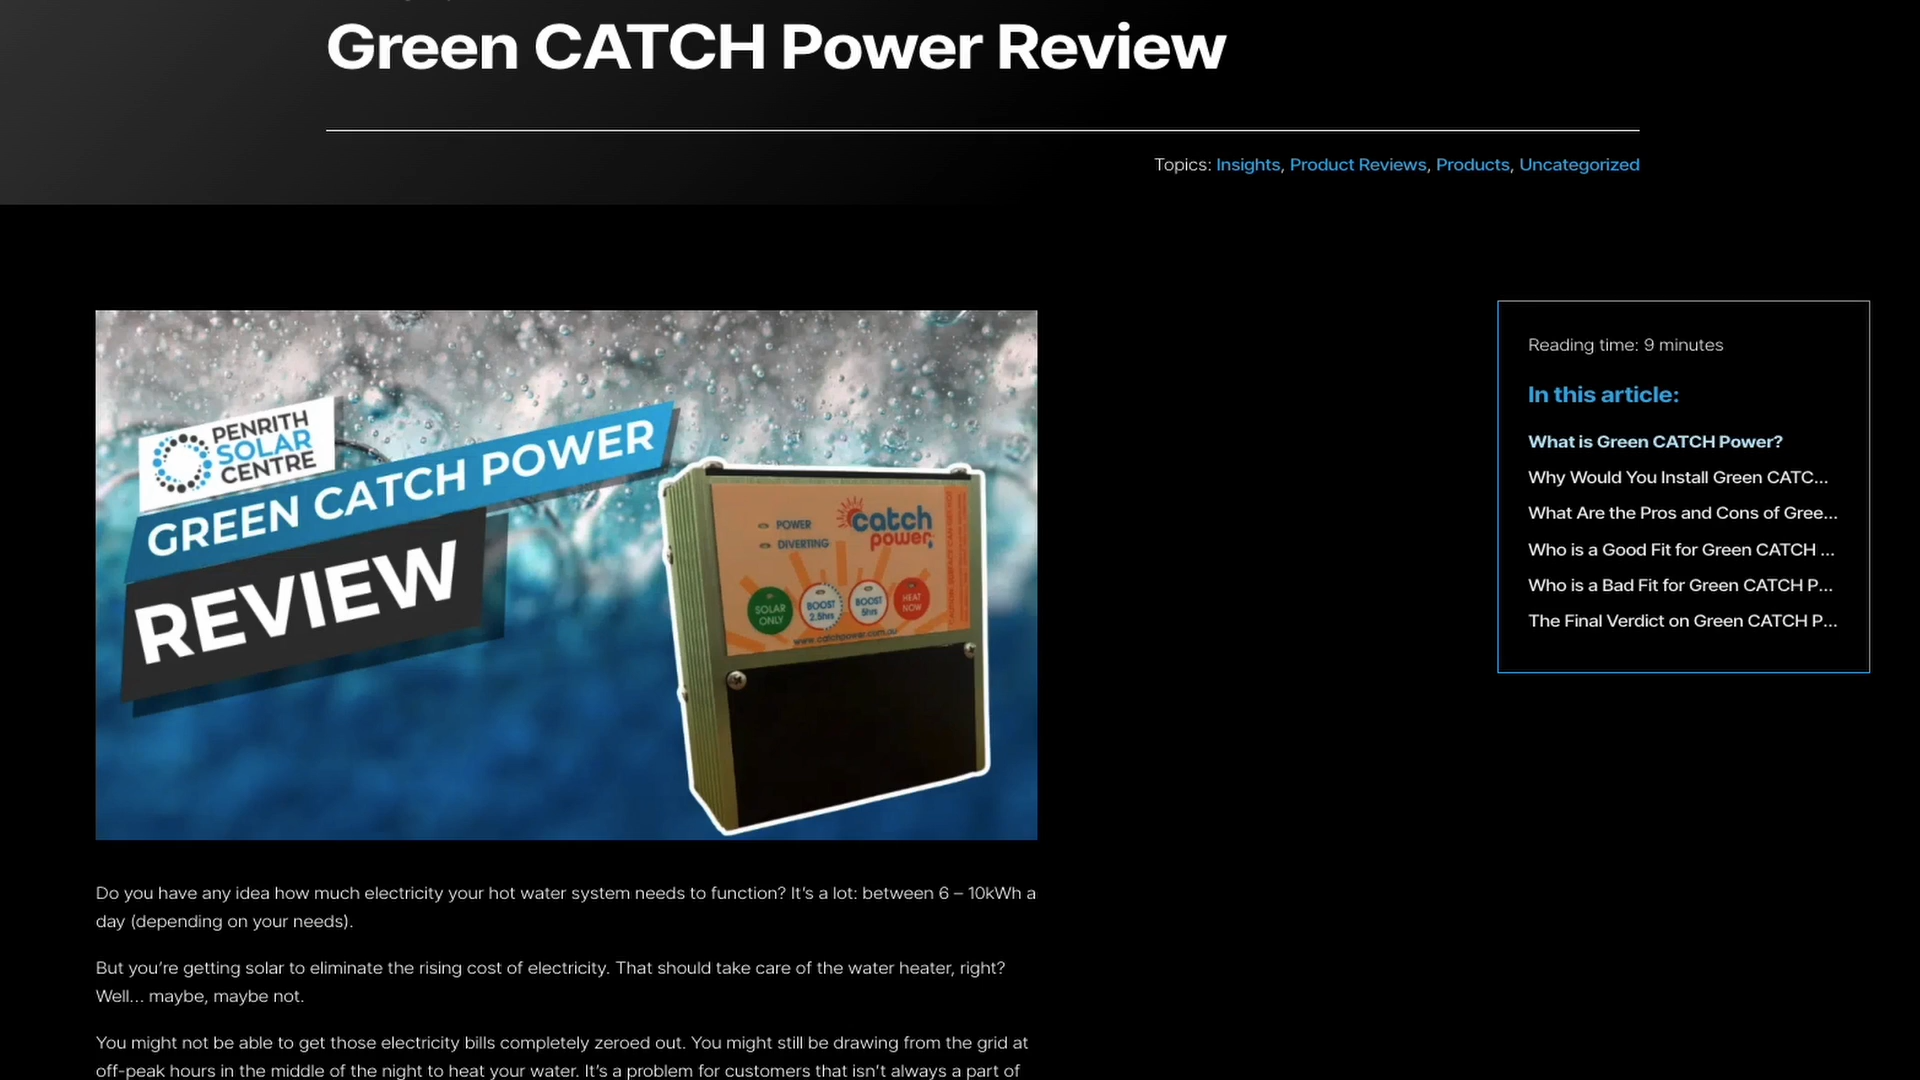 Green CATCH Power Review
Topics: Insights, Product Reviews, Products, Uncategorized
PENRITH
SOLAR
CENTRE
GREEN CATCH POWER
REVIEW
POWER
DIVERTING
catch
power
SOLAR
ONLY
BOOST
2.5hrs
BOOST
5hrs
HEAT
NOW
www.catchpower.com.au
Reading time: 9 minutes
In this article:
What is Green CATCH Power?
Why Would You Install Green CATC...
What Are the Pros and Cons of Gree...
Who is a Good Fit for Green CATCH ...
Who is a Bad Fit for Green CATCH P...
The Final Verdict on Green CATCH P...
Do you have any idea how much electricity your hot water system needs to function? It’s a lot: between 6 – 10kWh a
day (depending on your needs).
But you’re getting solar to eliminate the rising cost of electricity. That should take care of the water heater, right?
Well… maybe, maybe not.
You might not be able to get those electricity bills completely zeroed out. You might still be drawing from the grid at
off-peak hours in the middle of the night to heat your water. It’s a problem for customers that isn’t always a part of